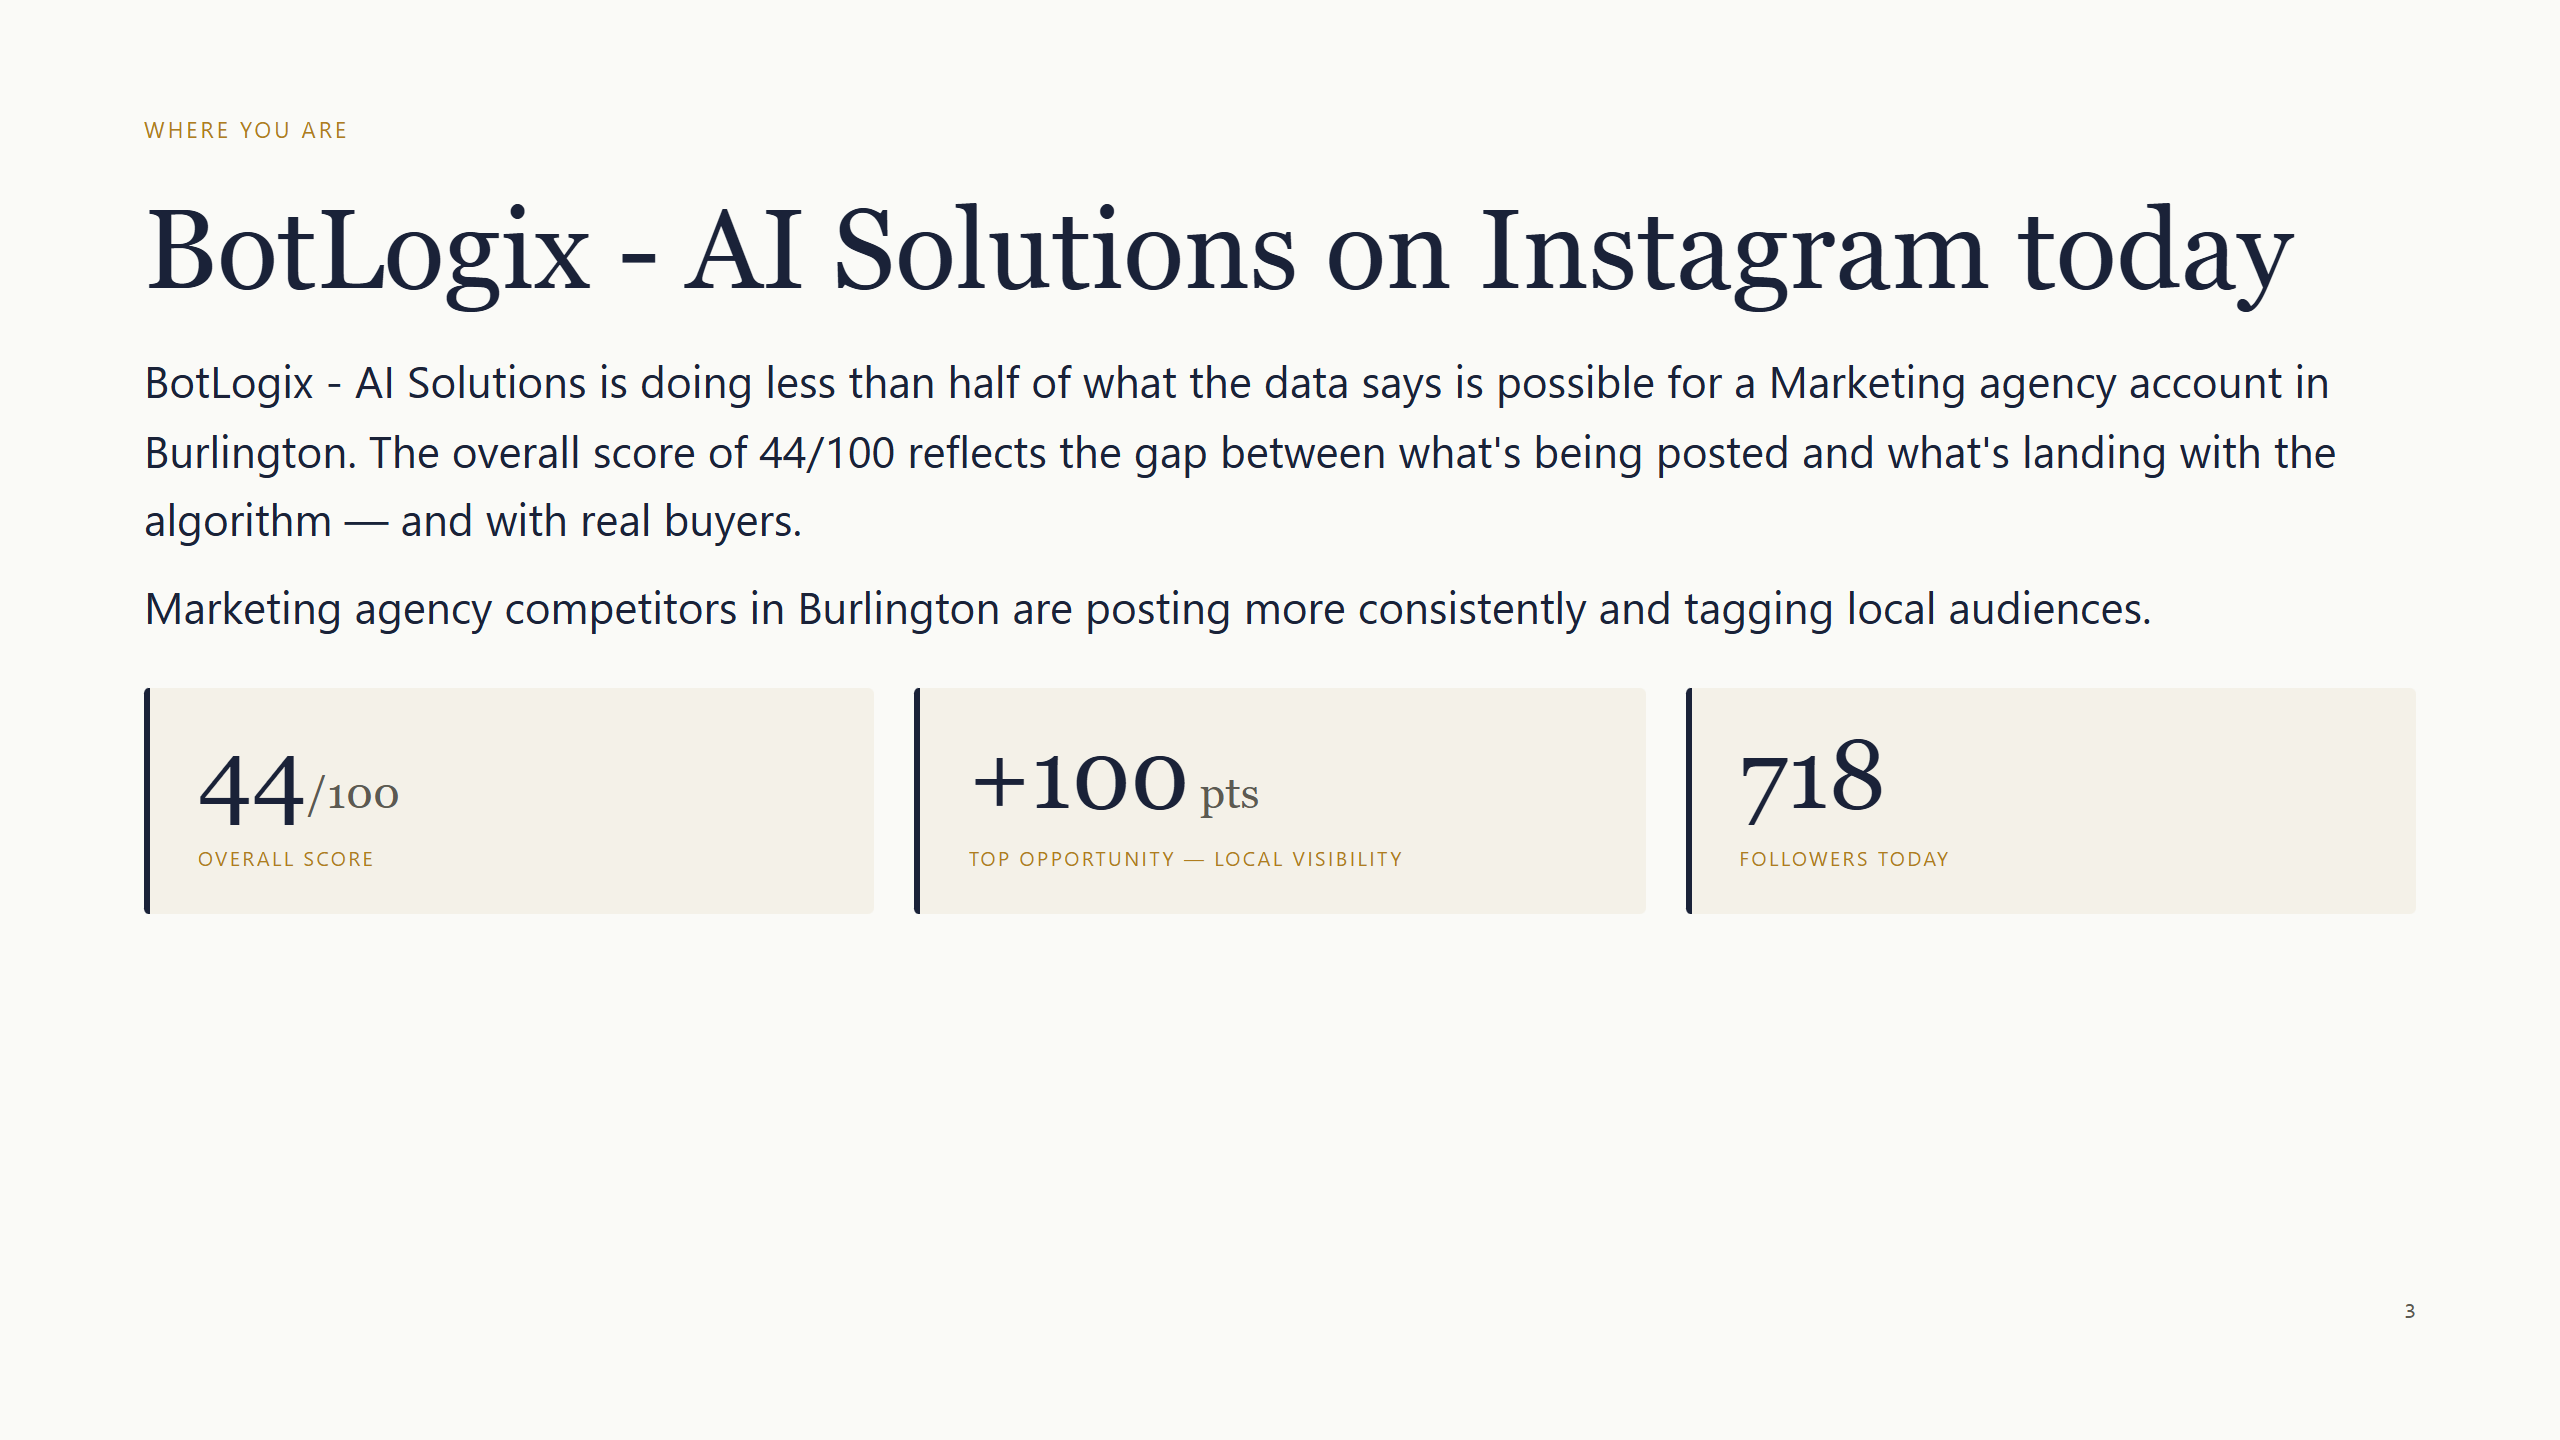 WHERE YOU ARE
BotLogix - AI Solutions on Instagram today
BotLogix - AI Solutions is doing less than half of what the data says is possible for a Marketing agency account in
Burlington. The overall score of 44/100 reflects the gap between what's being posted and what's landing with the
algorithm — and with real buyers.
Marketing agency competitors in Burlington are posting more consistently and tagging local audiences.
44/100
OVERALL SCORE
+100 pts
TOP OPPORTUNITY — LOCAL VISIBILITY
718
FOLLOWERS TODAY
3